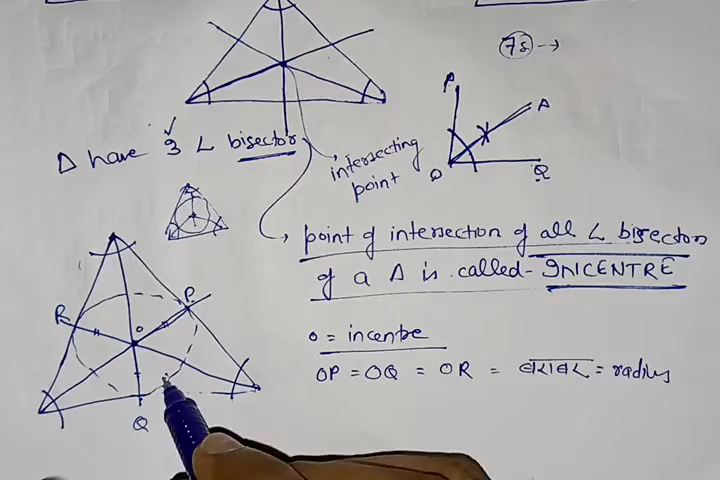 7s →
P
A
O
Q
Δ have 3 ∠ bisector
intersecting
point
point of intersection of all ∠ bisectors
of a Δ is called - INCENTRE
R
P
O
Q
O = incentre
OP = OQ = OR = बराबर = radius